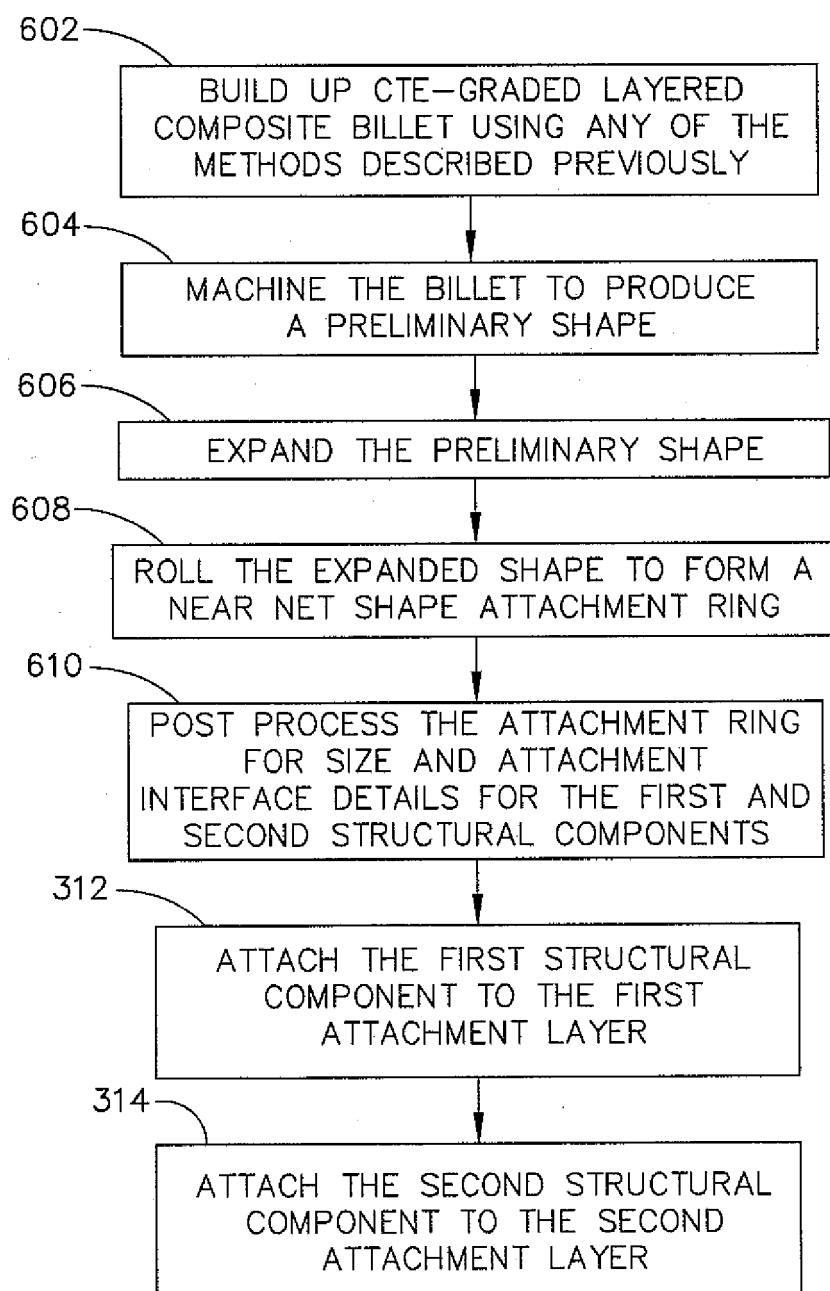 602
BUILD UP CTE-GRADED LAYERED
COMPOSITE BILLET USING ANY OF THE
METHODS DESCRIBED PREVIOUSLY
604
MACHINE THE BILLET TO PRODUCE
A PRELIMINARY SHAPE
606
EXPAND THE PRELIMINARY SHAPE
608
ROLL THE EXPANDED SHAPE TO FORM A
NEAR NET SHAPE ATTACHMENT RING
610
POST PROCESS THE ATTACHMENT RING
FOR SIZE AND ATTACHMENT
INTERFACE DETAILS FOR THE FIRST AND
SECOND STRUCTURAL COMPONENTS
312
ATTACH THE FIRST STRUCTURAL
COMPONENT TO THE FIRST
ATTACHMENT LAYER
314
ATTACH THE SECOND STRUCTURAL
COMPONENT TO THE SECOND
ATTACHMENT LAYER